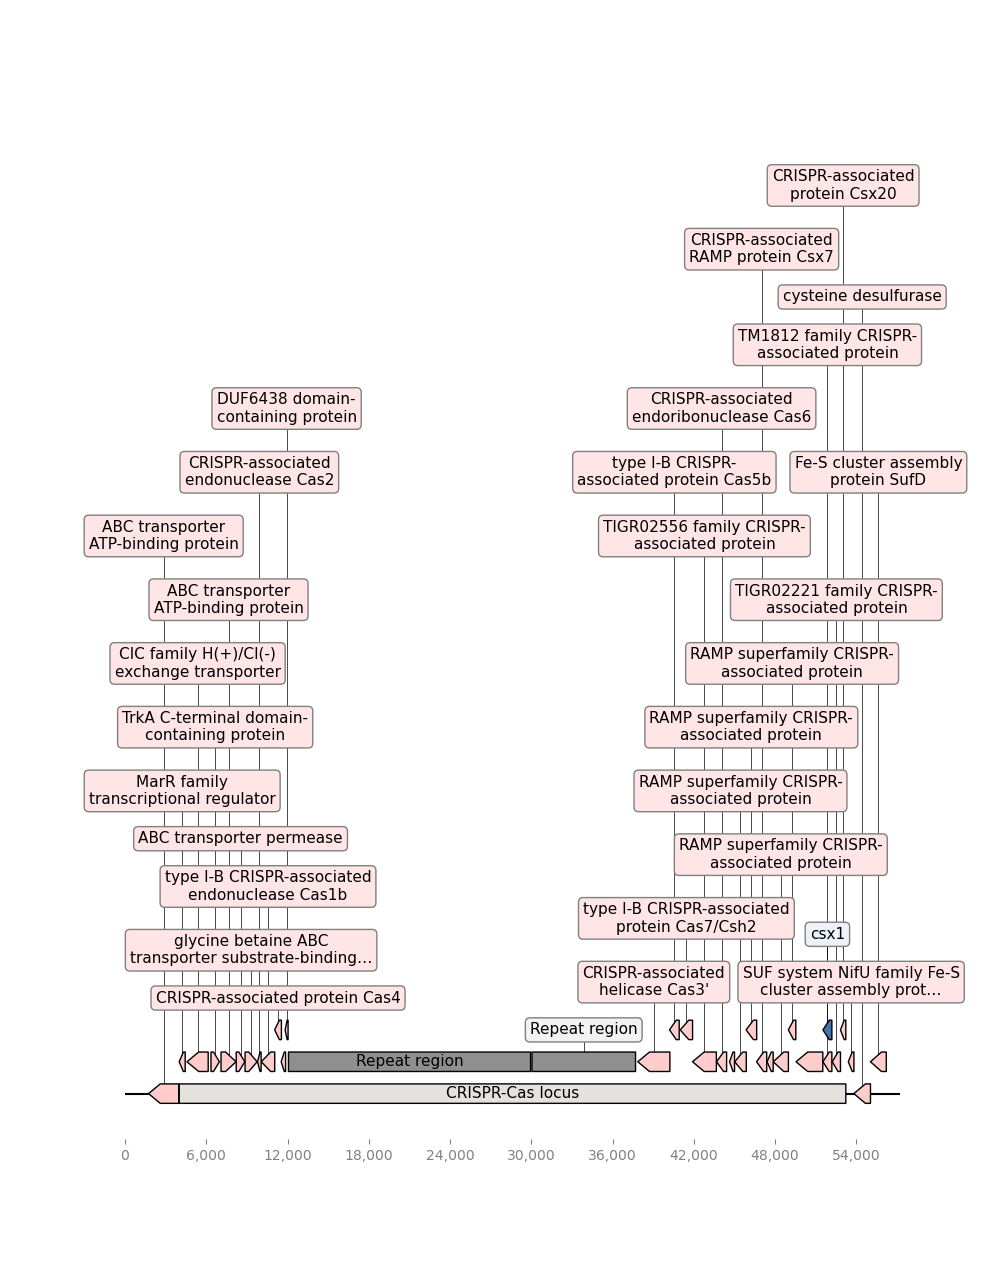 CRISPR-associated
protein Csx20
CRISPR-associated
RAMP protein Csx7
cysteine desulfurase
TM1812 family CRISPR-
associated protein
DUF6438 domain-
containing protein
CRISPR-associated
endoribonuclease Cas6
CRISPR-associated
endonuclease Cas2
type I-B CRISPR-
associated protein Cas5b
Fe-S cluster assembly
protein SufD
ABC transporter
ATP-binding protein
TIGR02556 family CRISPR-
associated protein
ABC transporter
ATP-binding protein
TIGR02221 family CRISPR-
associated protein
ClC family H(+)/Cl(-)
exchange transporter
RAMP superfamily CRISPR-
associated protein
TrkA C-terminal domain-
containing protein
RAMP superfamily CRISPR-
associated protein
MarR family
transcriptional regulator
RAMP superfamily CRISPR-
associated protein
ABC transporter permease
RAMP superfamily CRISPR-
associated protein
type I-B CRISPR-associated
endonuclease Cas1b
type I-B CRISPR-associated
protein Cas7/Csh2
csx1
glycine betaine ABC
transporter substrate-binding...
CRISPR-associated
helicase Cas3'
SUF system NifU family Fe-S
cluster assembly prot...
CRISPR-associated protein Cas4
Repeat region
Repeat region
CRISPR-Cas locus
0
6,000
12,000
18,000
24,000
30,000
36,000
42,000
48,000
54,000